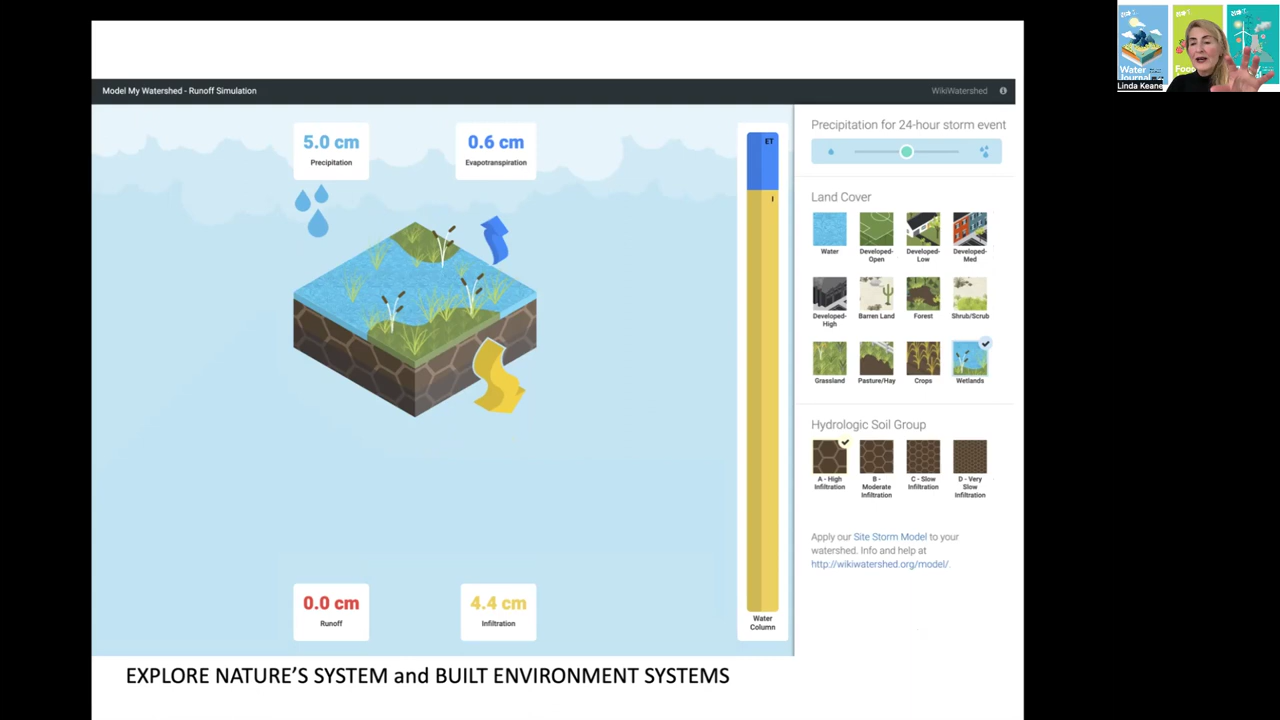 Model My Watershed - Runoff Simulation
WikiWatershed
5.0 cm
Precipitation
0.6 cm
Evapotranspiration
ET
I
Water
Column
0.0 cm
Runoff
4.4 cm
Infiltration
Precipitation for 24-hour storm event
Land Cover
Water
Developed-
Open
Developed-
Low
Developed-
Med
Developed-
High
Barren Land
Forest
Shrub/Scrub
Grassland
Pasture/Hay
Crops
Wetlands
Hydrologic Soil Group
A - High
Infiltration
B -
Moderate
Infiltration
C - Slow
Infiltration
D - Very
Slow
Infiltration
Apply our Site Storm Model to your
watershed. Info and help at
http://wikiwatershed.org/model/.
EXPLORE NATURE'S SYSTEM and BUILT ENVIRONMENT SYSTEMS
Water
Journal
Linda Keane